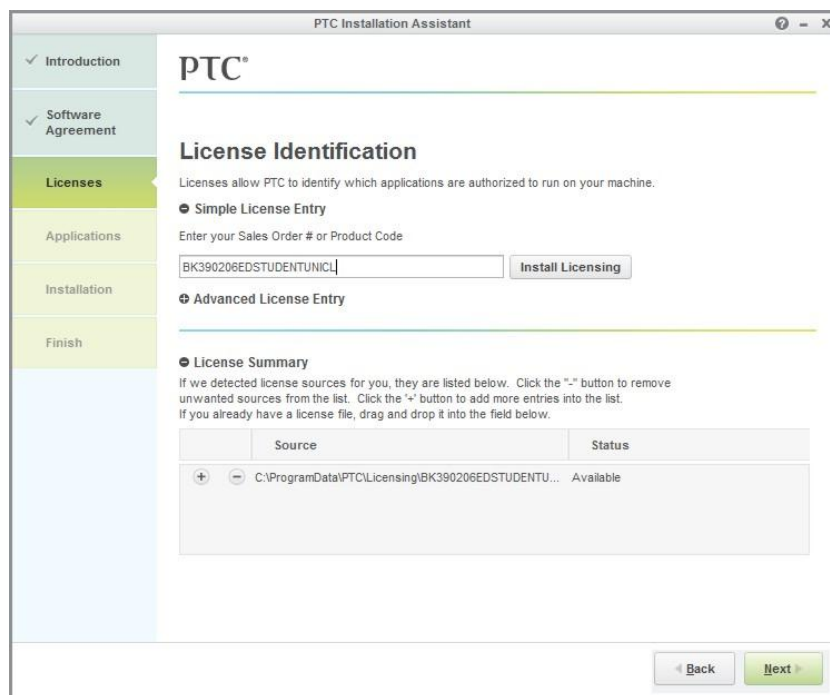 PTC Installation Assistant
Introduction
Software
Agreement
Licenses
Applications
Installation
Finish
PTC®
License Identification
Licenses allow PTC to identify which applications are authorized to run on your machine.
Simple License Entry
Enter your Sales Order # or Product Code
BK390206EDSTUDENTUNICL
Install Licensing
Advanced License Entry
License Summary
If we detected license sources for you, they are listed below. Click the "-" button to remove
unwanted sources from the list. Click the '+' button to add more entries into the list.
If you already have a license file, drag and drop it into the field below.
Source Status
C:\ProgramData\PTC\Licensing\BK390206EDSTUDENTU... Available
Back Next